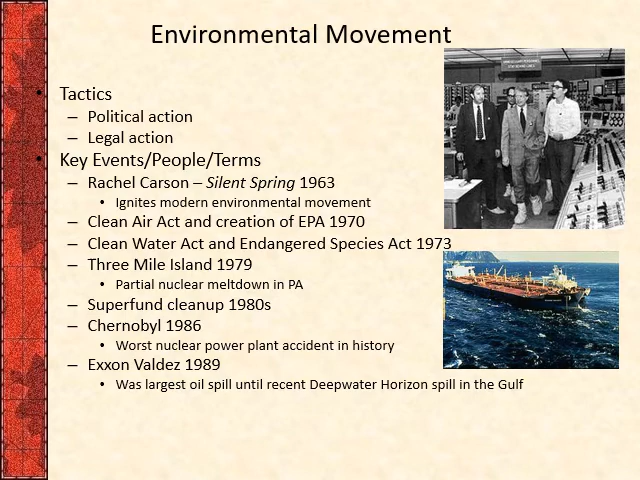 Environmental Movement
• Tactics
– Political action
– Legal action
• Key Events/People/Terms
– Rachel Carson – Silent Spring 1963
• Ignites modern environmental movement
– Clean Air Act and creation of EPA 1970
– Clean Water Act and Endangered Species Act 1973
– Three Mile Island 1979
• Partial nuclear meltdown in PA
– Superfund cleanup 1980s
– Chernobyl 1986
• Worst nuclear power plant accident in history
– Exxon Valdez 1989
• Was largest oil spill until recent Deepwater Horizon spill in the Gulf